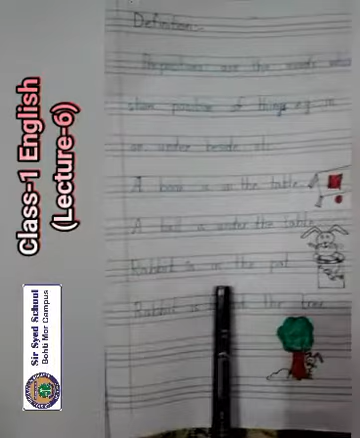 Class-1 English
(Lecture-6)
Sir Syed School
Bohti Mor Campus
Definition:-
Prepositions are the words who
show position of things e.g in
on under beside etc
A book is on the table.
A ball is under the table.
Rabbit is in the pot
Rabbit is the tree